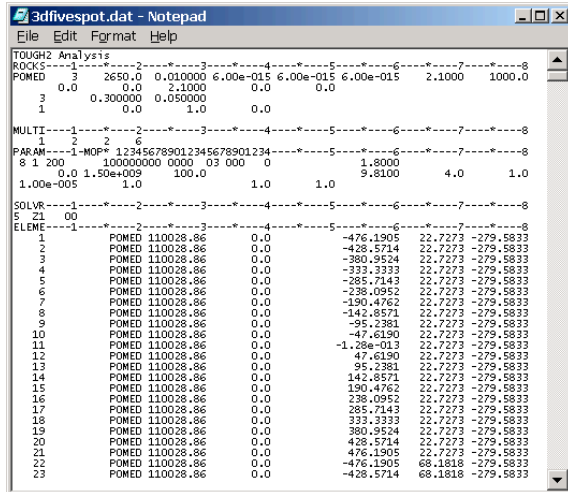 3dfivespot.dat - Notepad
File Edit Format Help
TOUGH2 Analysis
ROCKS----1----*----2----*----3----*----4----*----5----*----6----*----7----*----8
POMED    3    2650.0  0.010000 6.00e-015 6.00e-015 6.00e-015    2.1000    1000.0
0.0       0.0    2.1000       0.0       0.0
3       0.300000  0.050000
1            0.0       1.0       0.0
MULTI----1----*----2----*----3----*----4----*----5----*----6----*----7----*----8
1    2    2    6
PARAM----1-MOP* 123456789012345678901234----*----5----*----6----*----7----*----8
8 1 200      100000000 0000  03 000   0              1.8000
0.0 1.50e+009     100.0                        9.8100       4.0       1.0
1.00e-005       1.0                 1.0       1.0
SOLVR----1----*----2----*----3----*----4----*----5----*----6----*----7----*----8
5  Z1   00
ELEME----1----*----2----*----3----*----4----*----5----*----6----*----7----*----8
1          POMED 110028.86       0.0           -476.1905   22.7273 -279.5833
2          POMED 110028.86       0.0           -428.5714   22.7273 -279.5833
3          POMED 110028.86       0.0           -380.9524   22.7273 -279.5833
4          POMED 110028.86       0.0           -333.3333   22.7273 -279.5833
5          POMED 110028.86       0.0           -285.7143   22.7273 -279.5833
6          POMED 110028.86       0.0           -238.0952   22.7273 -279.5833
7          POMED 110028.86       0.0           -190.4762   22.7273 -279.5833
8          POMED 110028.86       0.0           -142.8571   22.7273 -279.5833
9          POMED 110028.86       0.0            -95.2381   22.7273 -279.5833
10          POMED 110028.86       0.0            -47.6190   22.7273 -279.5833
11          POMED 110028.86       0.0          -1.28e-013   22.7273 -279.5833
12          POMED 110028.86       0.0             47.6190   22.7273 -279.5833
13          POMED 110028.86       0.0             95.2381   22.7273 -279.5833
14          POMED 110028.86       0.0            142.8571   22.7273 -279.5833
15          POMED 110028.86       0.0            190.4762   22.7273 -279.5833
16          POMED 110028.86       0.0            238.0952   22.7273 -279.5833
17          POMED 110028.86       0.0            285.7143   22.7273 -279.5833
18          POMED 110028.86       0.0            333.3333   22.7273 -279.5833
19          POMED 110028.86       0.0            380.9524   22.7273 -279.5833
20          POMED 110028.86       0.0            428.5714   22.7273 -279.5833
21          POMED 110028.86       0.0            476.1905   22.7273 -279.5833
22          POMED 110028.86       0.0           -476.1905   68.1818 -279.5833
23          POMED 110028.86       0.0           -428.5714   68.1818 -279.5833